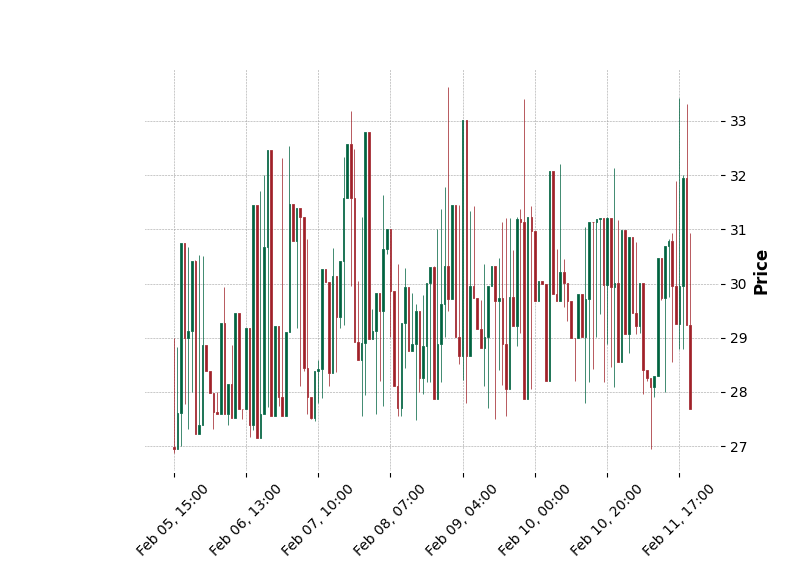 33
32
31
30
29
28
27
Price
Feb 05, 15:00
Feb 06, 13:00
Feb 07, 10:00
Feb 08, 07:00
Feb 09, 04:00
Feb 10, 00:00
Feb 10, 20:00
Feb 11, 17:00